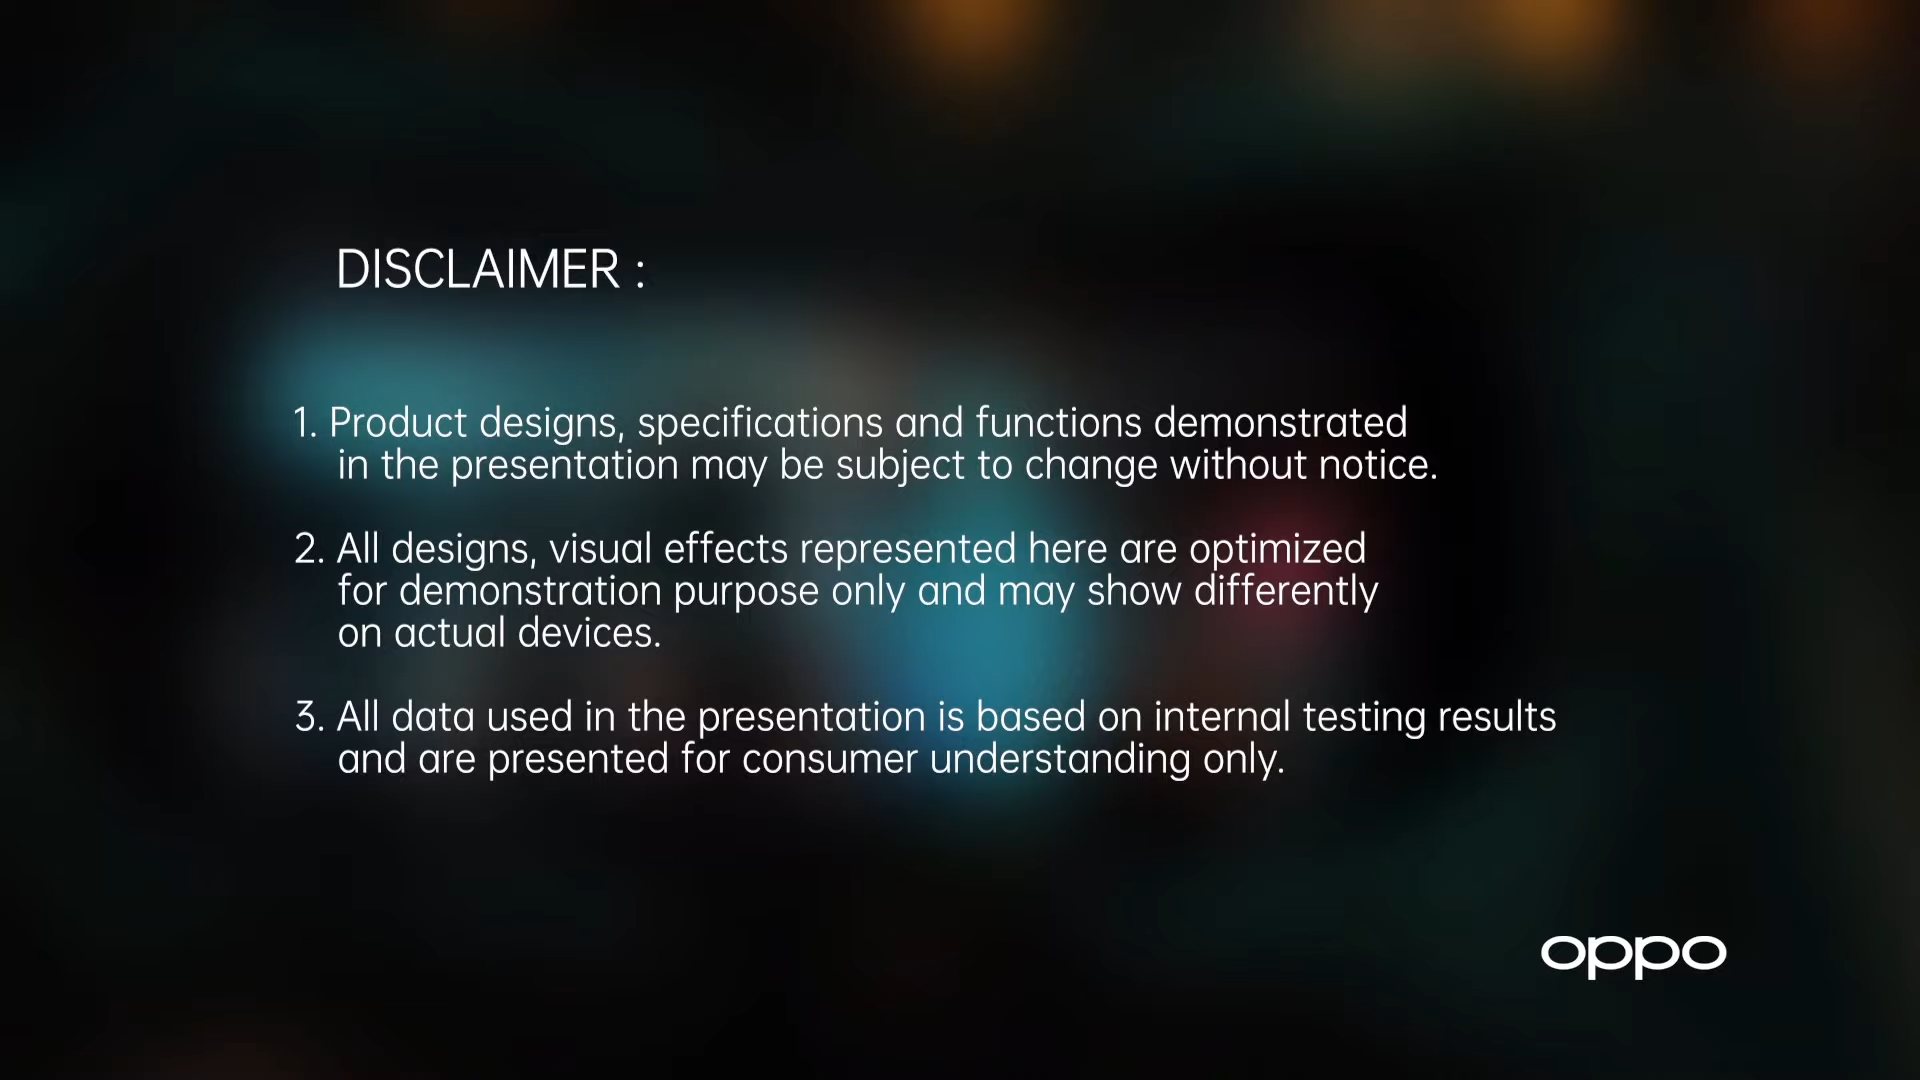 DISCLAIMER :
1. Product designs, specifications and functions demonstrated
in the presentation may be subject to change without notice.
2. All designs, visual effects represented here are optimized
for demonstration purpose only and may show differently
on actual devices.
3. All data used in the presentation is based on internal testing results
and are presented for consumer understanding only.
oppo